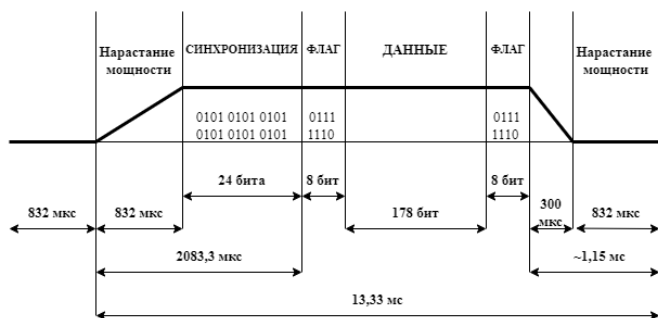 Нарастание
мощности
СИНХРОНИЗАЦИЯ
ФЛАГ
ДАННЫЕ
ФЛАГ
Нарастание
мощности
0101 0101 0101
0101 0101 0101
0111
1110
0111
1110
24 бита
8 бит
178 бит
8 бит
832 мкс
832 мкс
300
мкс
832 мкс
2083,3 мкс
~1,15 мс
13,33 мс